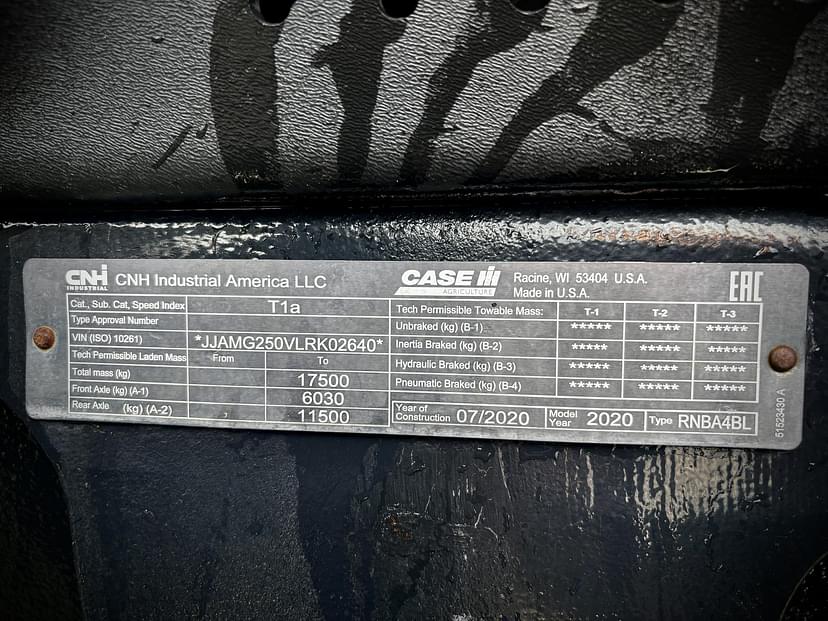 CNH INDUSTRIAL CNH Industrial America LLC
CASE IH AGRICULTURE
Racine, WI 53404 U.S.A.
Made in U.S.A.
EAC
Cat., Sub. Cat, Speed Index T1a
Type Approval Number
VIN (ISO) 10261) *JJAMG250VLRK02640*
Tech Permissible Laden Mass From To
Total mass (kg) 17500
Front Axle (kg) (A-1) 6030
Rear Axle (kg) (A-2) 11500
Tech Permissible Towable Mass: T-1 T-2 T-3
Unbraked (kg) (B-1) ***** ***** *****
Inertia Braked (kg) (B-2) ***** ***** *****
Hydraulic Braked (kg) (B-3) ***** ***** *****
Pneumatic Braked (kg) (B-4) ***** ***** *****
Year of Construction 07/2020 Model Year 2020 Type RNBA4BL
51523430 A